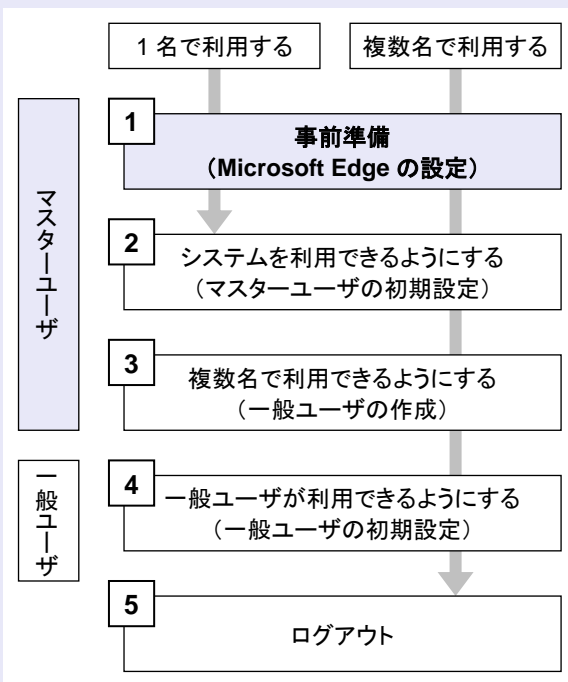 1 名で利用する
複数名で利用する
マスターユーザ
1
事前準備
(Microsoft Edge の設定)
2
システムを利用できるようにする
(マスターユーザの初期設定)
3
複数名で利用できるようにする
(一般ユーザの作成)
一般ユーザ
4
一般ユーザが利用できるようにする
(一般ユーザの初期設定)
5
ログアウト